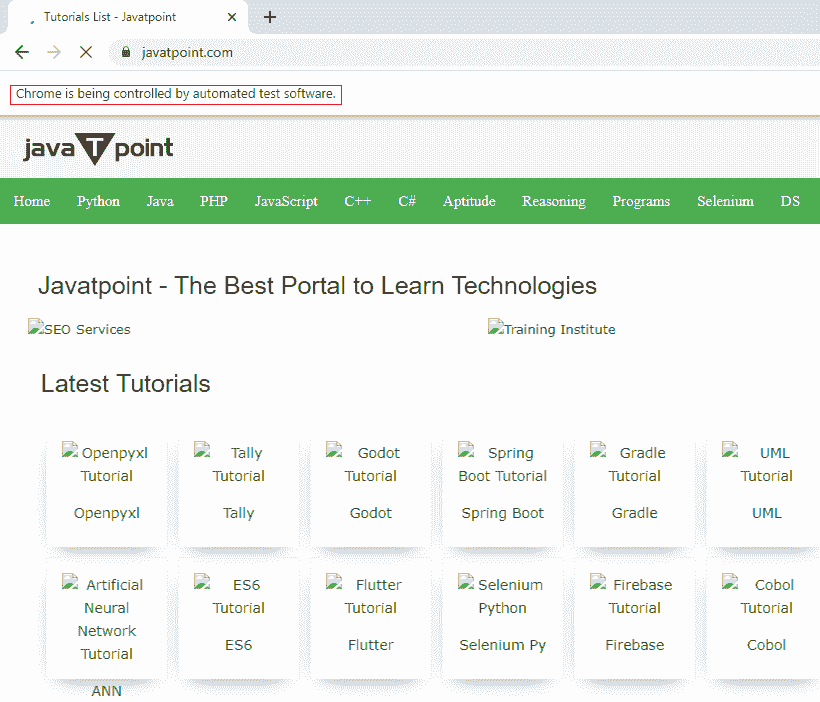 Tutorials List - Javatpoint
javatpoint.com
Chrome is being controlled by automated test software.
javaTpoint
Home Python Java PHP JavaScript C++ C# Aptitude Reasoning Programs Selenium DS
Javatpoint - The Best Portal to Learn Technologies
SEO Services Training Institute
Latest Tutorials
Openpyxl Tally Godot Spring Gradle UML
Tutorial Tutorial Tutorial Boot Tutorial Tutorial Tutorial
Openpyxl Tally Godot Spring Boot Gradle UML
Artificial ES6 Flutter Selenium Firebase Cobol
Neural Tutorial Tutorial Python Tutorial Tutorial
Network
ES6 Flutter Selenium Py Firebase Cobol
Tutorial
ANN